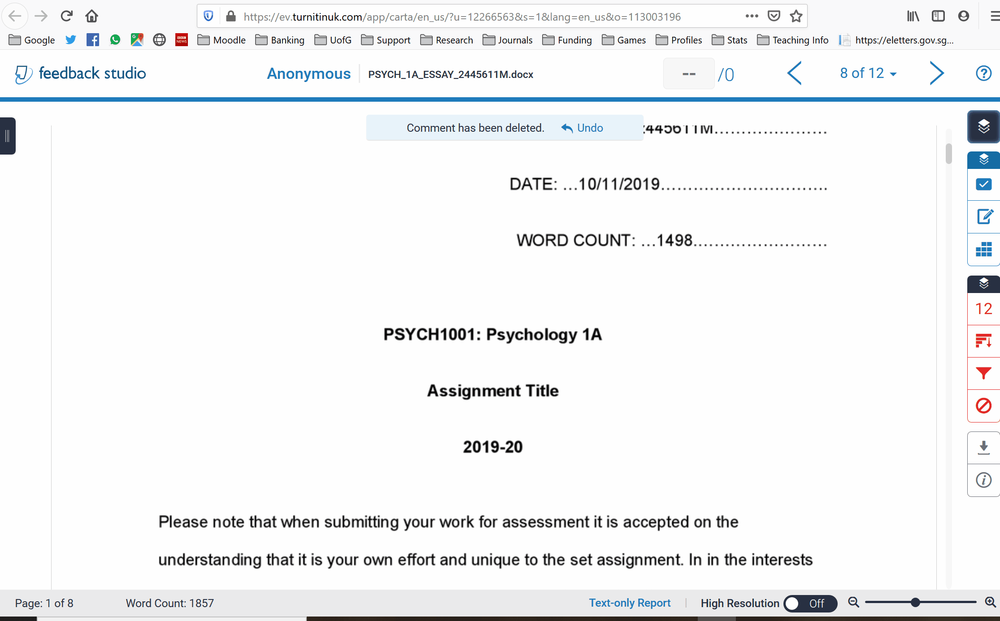 https://ev.turnitinuk.com/app/carta/en_us/?u=12266563&s=1&lang=en_us&o=113003196
Google BBC NEWS Moodle Banking UofG Support Research Journals Funding Games Profiles Stats Teaching Info https://eletters.gov.sg...
feedback studio Anonymous PSYCH_1A_ESSAY_2445611M.docx -- /0 8 of 12 ?
Comment has been deleted. Undo 2445611M......................
DATE: ...10/11/2019...............................
WORD COUNT: ...1498.........................
12
PSYCH1001: Psychology 1A
Assignment Title
2019-20
Please note that when submitting your work for assessment it is accepted on the
understanding that it is your own effort and unique to the set assignment. In in the interests
Page: 1 of 8 Word Count: 1857 Text-only Report High Resolution Off